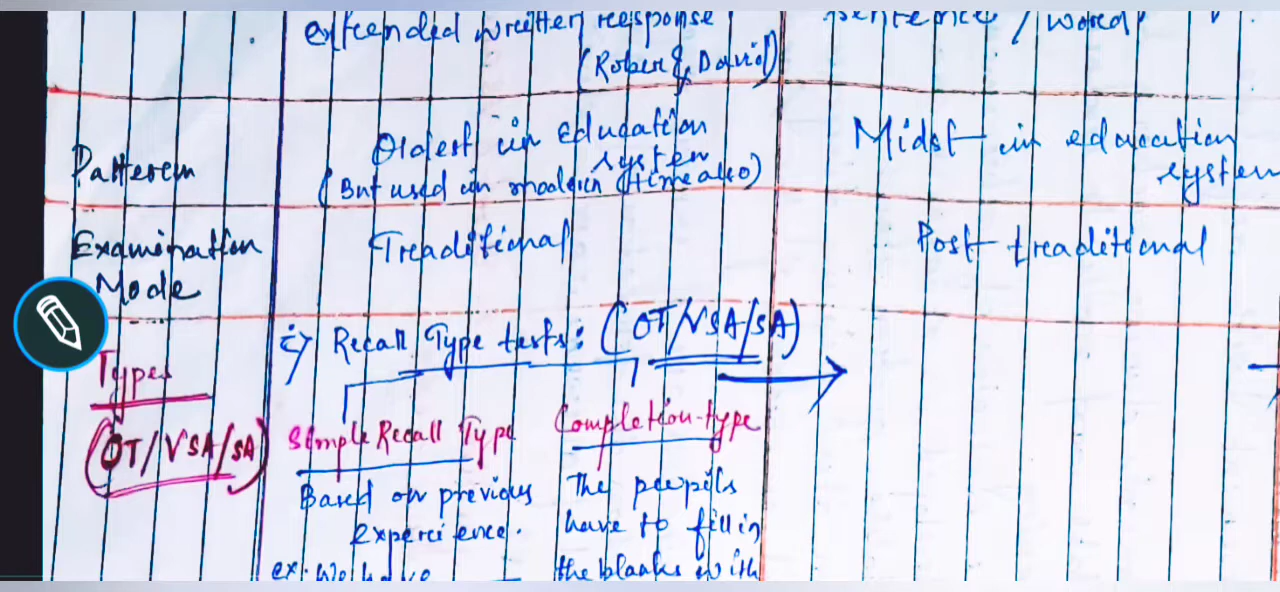 extended written response
sentence / word
(Rober & David)
Pattern
Oldest in education
system
(But used in modern time also)
Midst in education
system
Examination
Mode
Traditional
Post traditional
i) Recall Type tests: (OT/VSA/SA)
Types
(OT/VSA/SA)
Simple Recall Type
Completion-type
Based on previous
experience.
The pupils
have to fill in
the blanks with
ex: